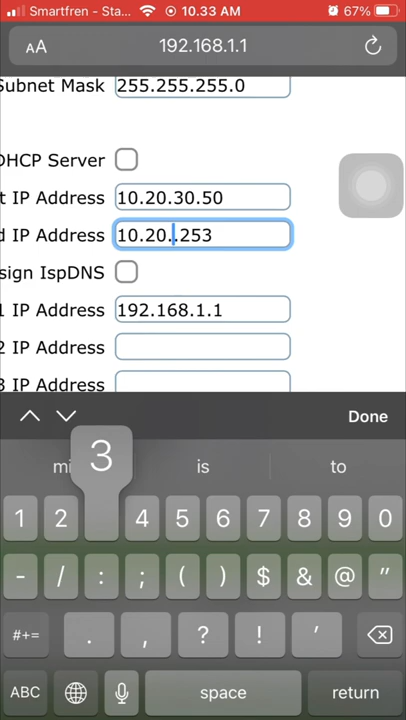 Smartfren - Sta... 10.33 AM 67%
AA 192.168.1.1
Subnet Mask 255.255.255.0
DHCP Server
t IP Address 10.20.30.50
d IP Address 10.20..253
sign IspDNS
1 IP Address 192.168.1.1
2 IP Address
3 IP Address
Done
mi is to
3
1 2 4 5 6 7 8 9 0
- / : ; ( ) $ & @ "
#+= . , ? ! ’
ABC space return